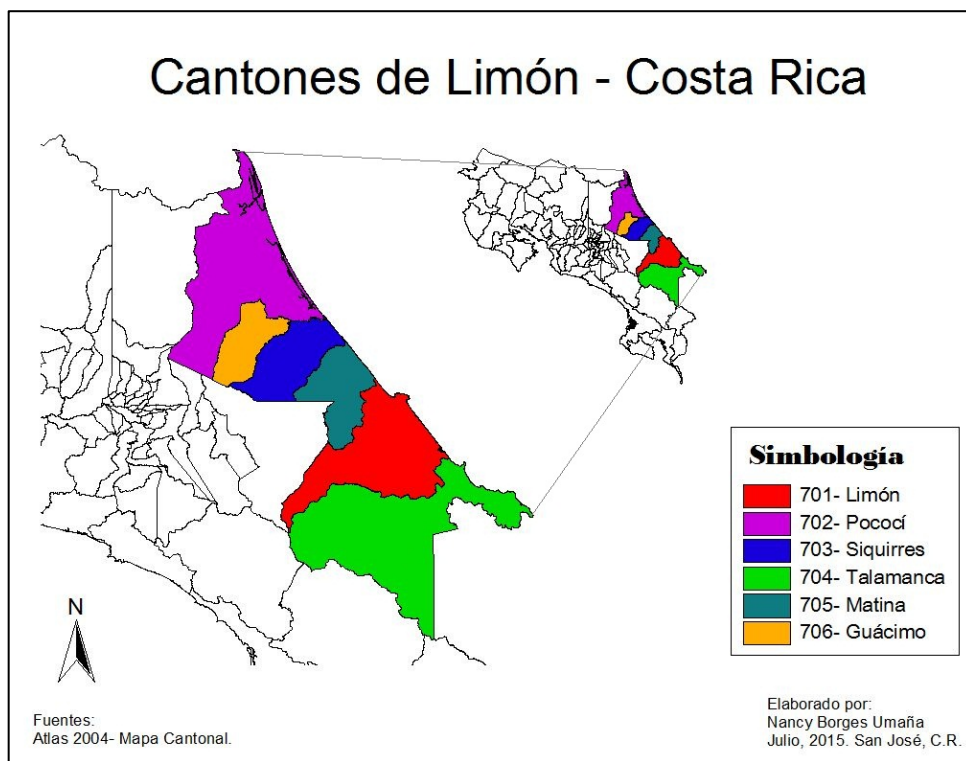 Cantones de Limón - Costa Rica
Simbología
701- Limón
702- Pococí
703- Siquirres
704- Talamanca
705- Matina
706- Guácimo
N
Fuentes:
Atlas 2004- Mapa Cantonal.
Elaborado por:
Nancy Borges Umaña
Julio, 2015. San José, C.R.